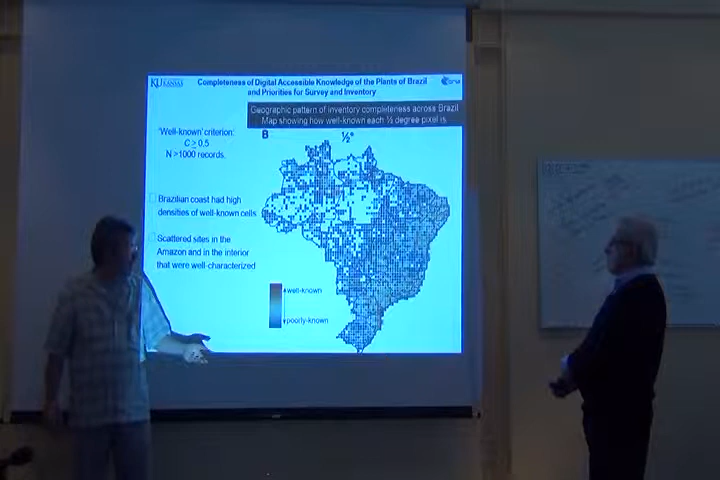 KU KANSAS
Completeness of Digital Accessible Knowledge of the Plants of Brazil
and Priorities for Survey and Inventory
Geographic pattern of inventory completeness across Brazil
Map showing how well-known each ½ degree pixel is
'Well-known' criterion:
C ≥ 0.5
N >1000 records.
B
½°
Brazilian coast had high
densities of well-known cells
Scattered sites in the
Amazon and in the interior
that were well-characterized
well-known
poorly-known